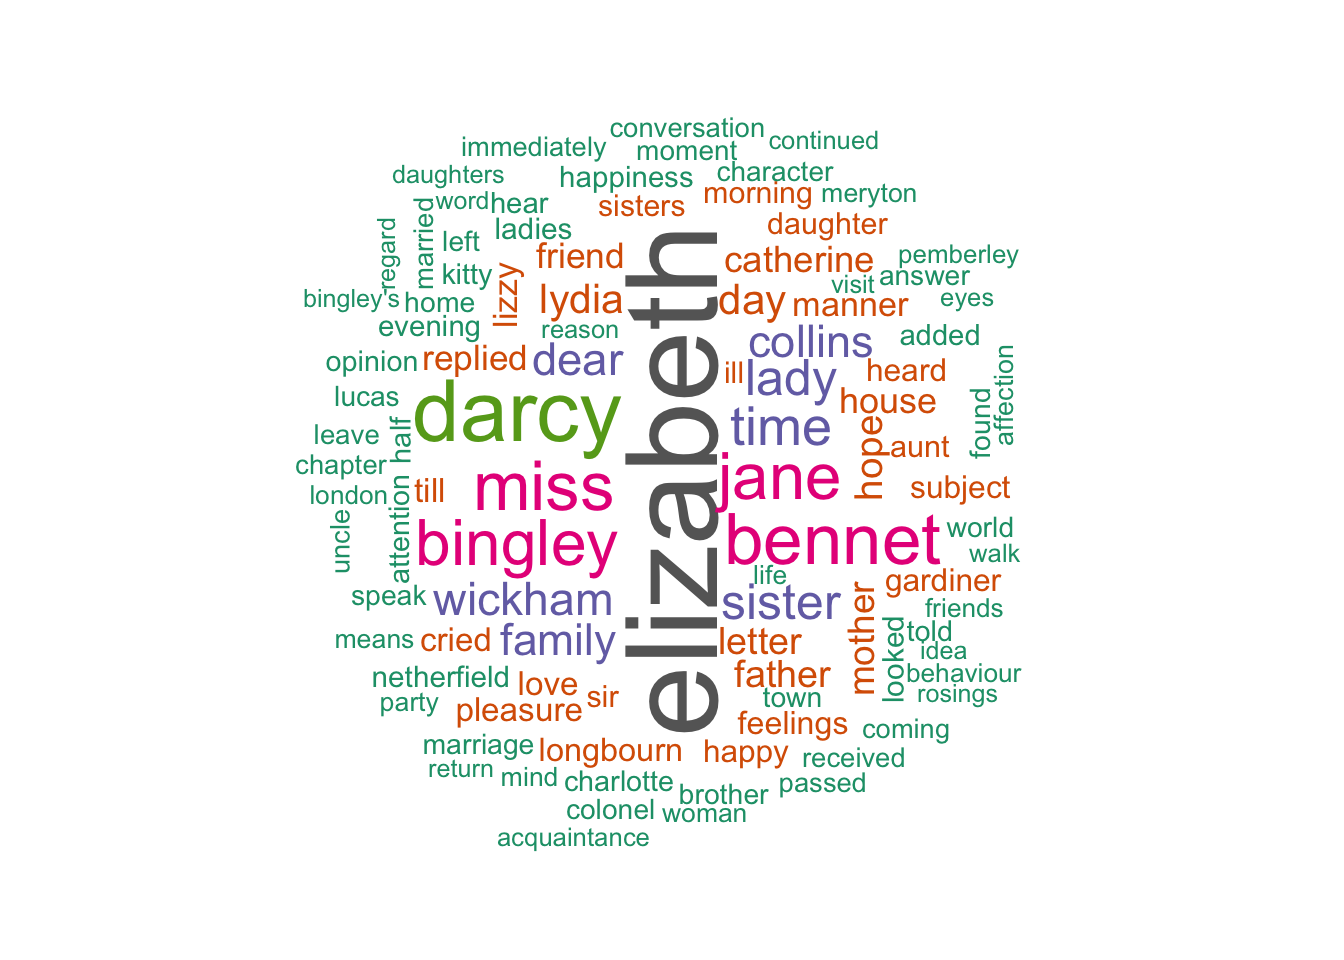 conversation
continued
immediately
moment
daughters
happiness
character
word
hear
sisters
morning
meryton
regard
married
left
ladies
daughter
friend
catherine
pemberley
kitty
lizzy
visit
answer
bingley's
home
lydia
day
manner
eyes
evening
reason
elizabeth
collins
added
opinion
replied
dear
ill
lady
heard
affection
lucas
darcy
time
house
found
leave
half
hope
aunt
chapter
miss
jane
subject
london
till
uncle
attention
bingley
bennet
world
walk
life
gardiner
speak
wickham
sister
friends
means
cried
family
letter
mother
looked
told
idea
netherfield
love
father
behaviour
party
pleasure
sir
town
rosings
feelings
coming
marriage
longbourn
happy
received
return
mind
charlotte
brother
passed
colonel
woman
acquaintance